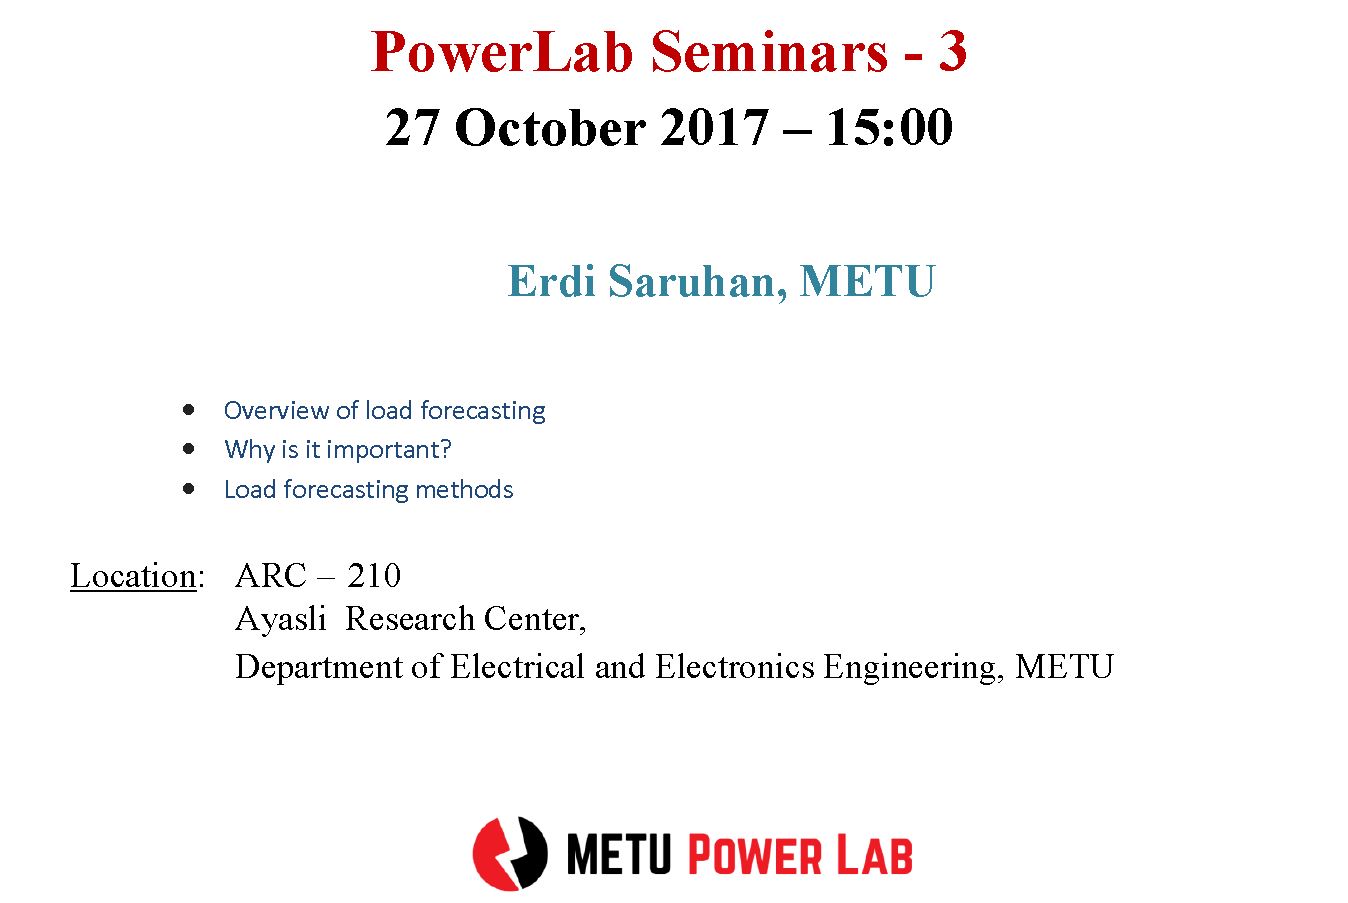 PowerLab Seminars - 3
27 October 2017 – 15:00
Erdi Saruhan, METU
• Overview of load forecasting
• Why is it important?
• Load forecasting methods
Location: ARC – 210
Ayasli Research Center,
Department of Electrical and Electronics Engineering, METU
METU POWER LAB